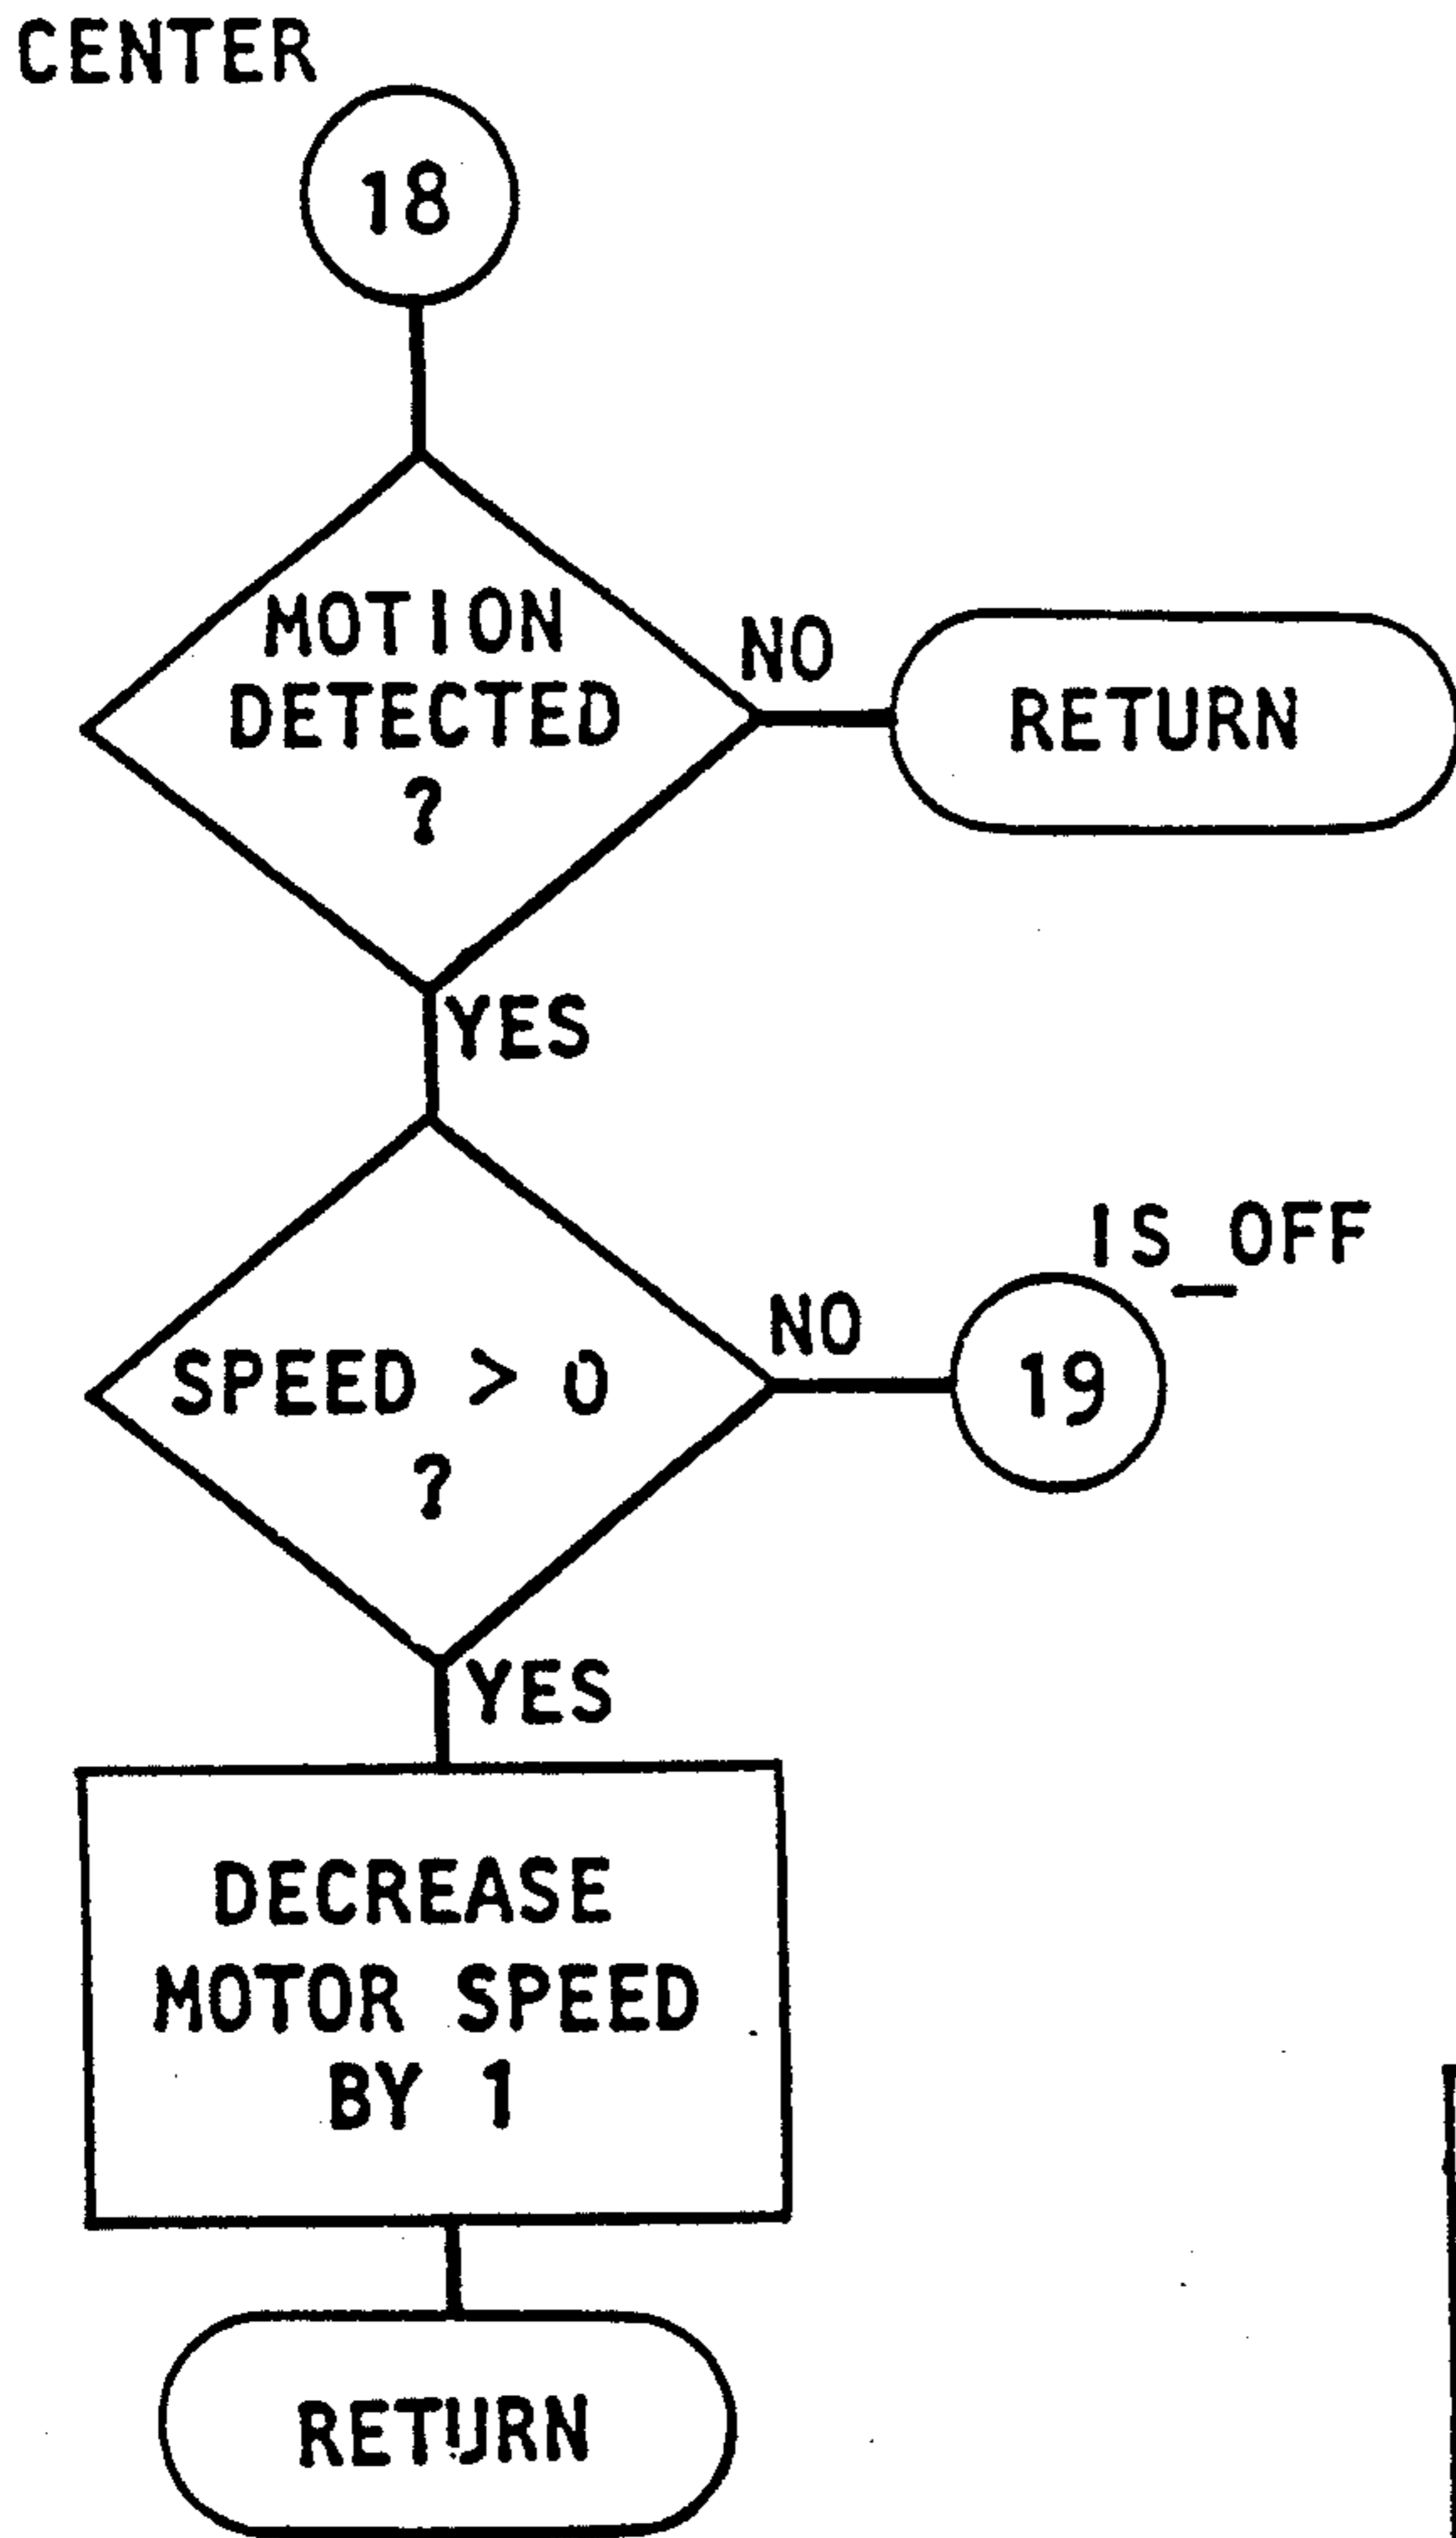 CENTER
18
MOTION
DETECTED
?
NO
RETURN
YES
IS_OFF
SPEED > 0
?
NO
19
YES
DECREASE
MOTOR SPEED
BY 1
RETURN